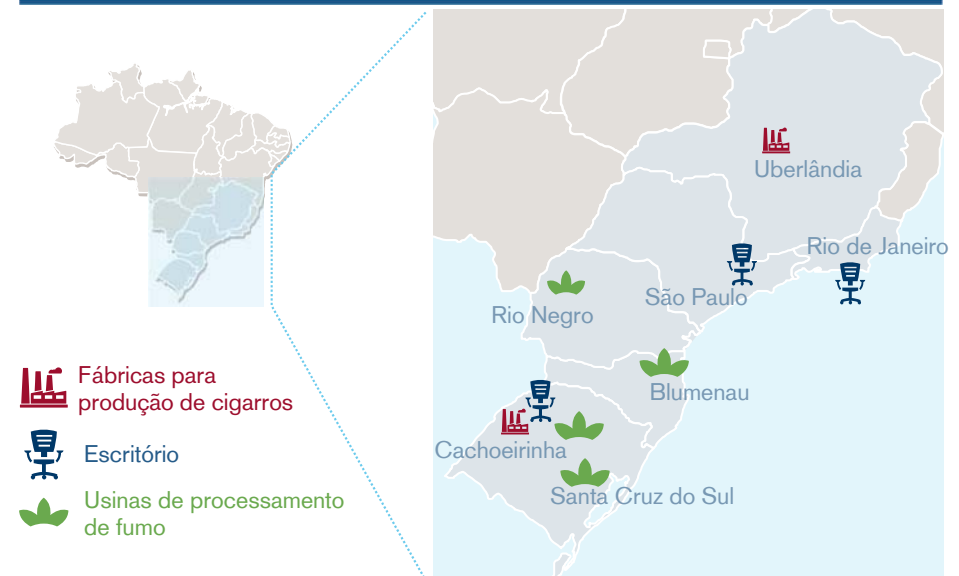 Uberlândia
Rio de Janeiro
São Paulo
Rio Negro
Blumenau
Cachoeirinha
Santa Cruz do Sul
Fábricas para
produção de cigarros
Escritório
Usinas de processamento
de fumo